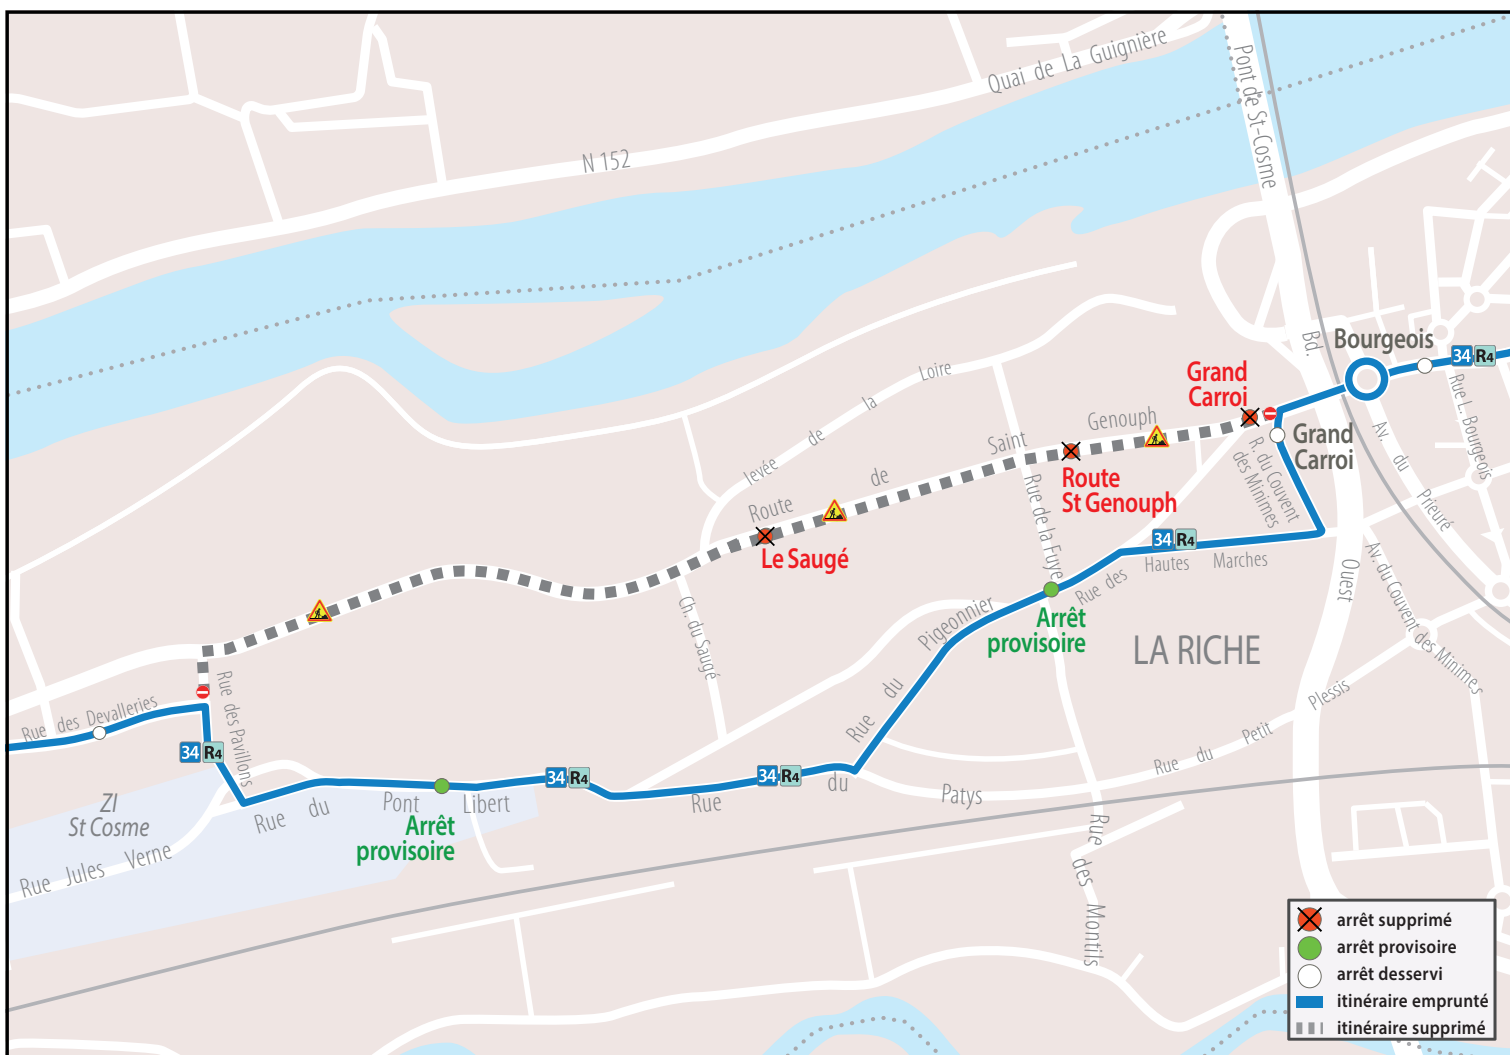 Quai de La Guignière
Pont de St-Cosme
N 152
Bd.
Bourgeois
34 R4
Rue L. Bourgeois
levée de la Loire
Grand
Carroi
Grand
Carroi
Route de Saint Genouph
Route
St Genouph
R. du Couvent
des Minimes
Av. du Prieuré
Le Saugé
Rue de la Fuye
34 R4
Rue des Hautes Marches
Ouest
Av. du Couvent des Minimes
Ch. du Saugé
Arrêt
provisoire
LA RICHE
Rue du Pigeonnier
Rue des Devalleries
Rue des Pavillons
34 R4
34 R4
34 R4
Rue du Petit Plessis
ZI
St Cosme
Rue du Pont Libert
Rue du Patys
Arrêt
provisoire
Rue Jules Verne
Rue des Montils
arrêt supprimé
arrêt provisoire
arrêt desservi
itinéraire emprunté
itinéraire supprimé